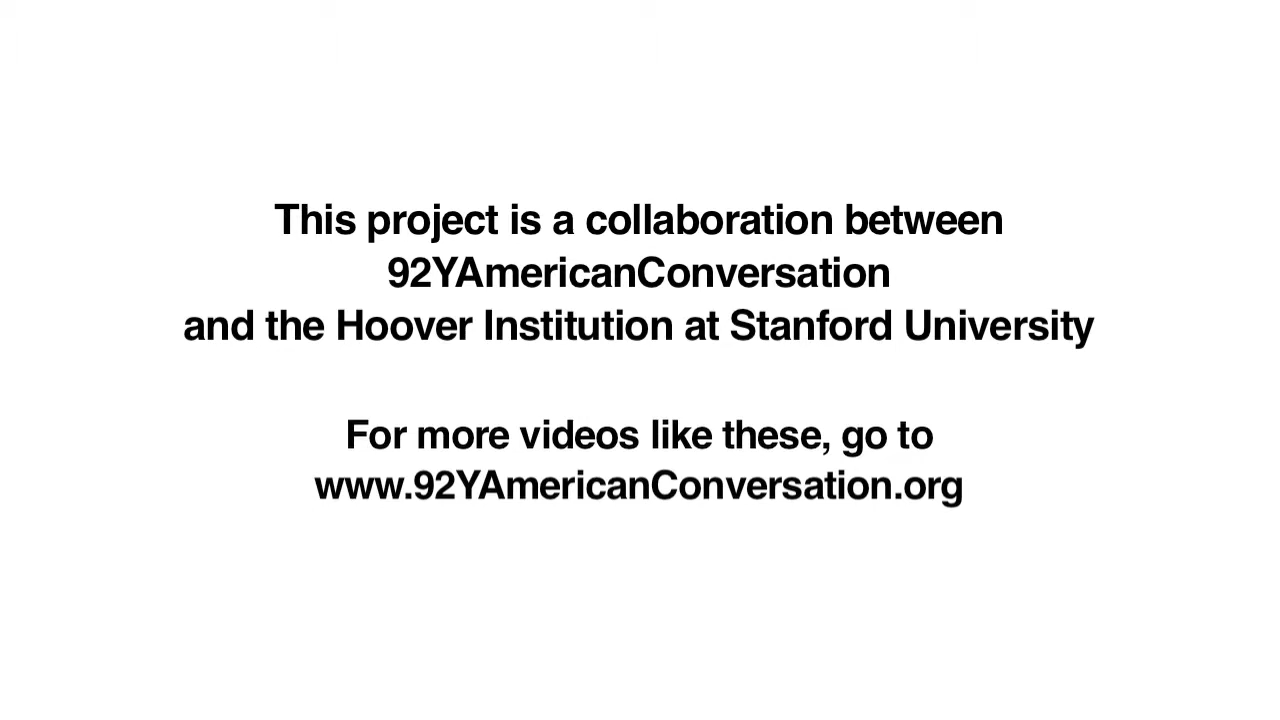 This project is a collaboration between
92YAmericanConversation
and the Hoover Institution at Stanford University
For more videos like these, go to
www.92YAmericanConversation.org